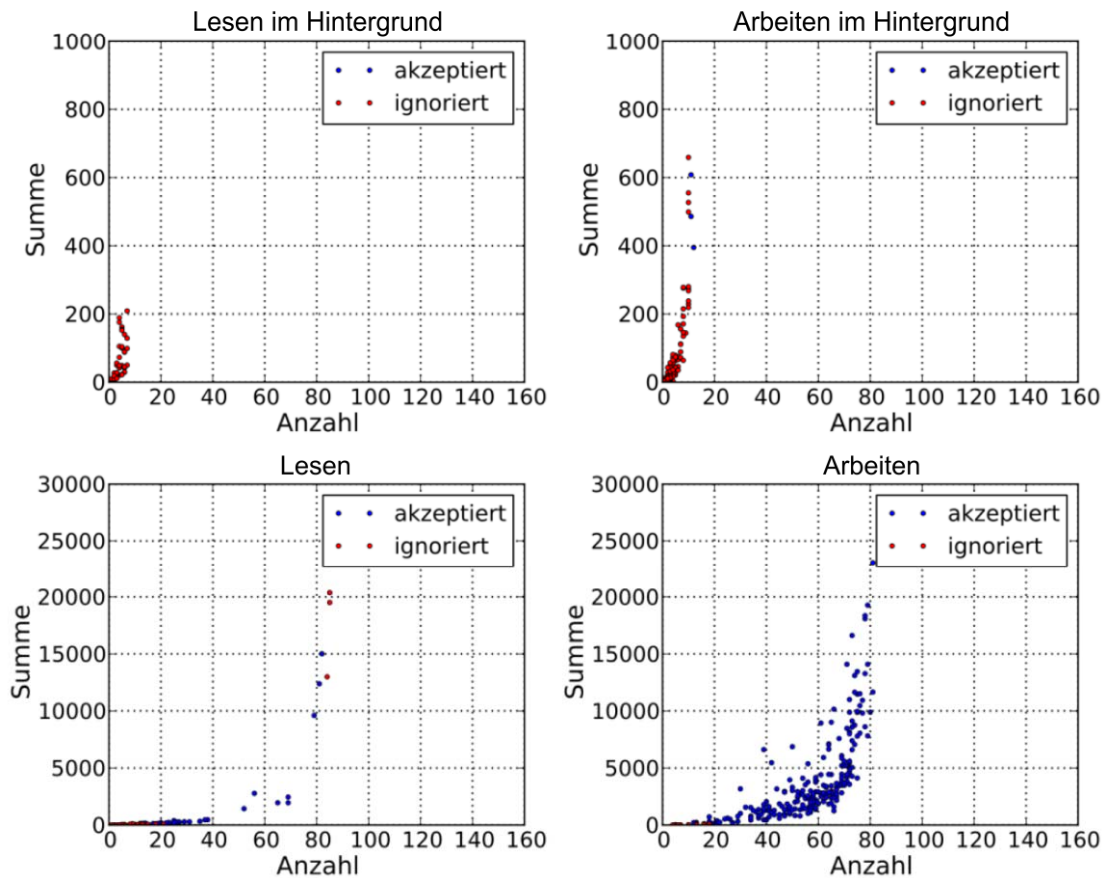 Lesen im Hintergrund
1000
800
600
400
200
0
Summe
akzeptiert
ignoriert
0 20 40 60 80 100 120 140 160
Anzahl
Arbeiten im Hintergrund
1000
800
600
400
200
0
Summe
akzeptiert
ignoriert
0 20 40 60 80 100 120 140 160
Anzahl
Lesen
30000
25000
20000
15000
10000
5000
0
Summe
akzeptiert
ignoriert
0 20 40 60 80 100 120 140 160
Anzahl
Arbeiten
30000
25000
20000
15000
10000
5000
0
Summe
akzeptiert
ignoriert
0 20 40 60 80 100 120 140 160
Anzahl